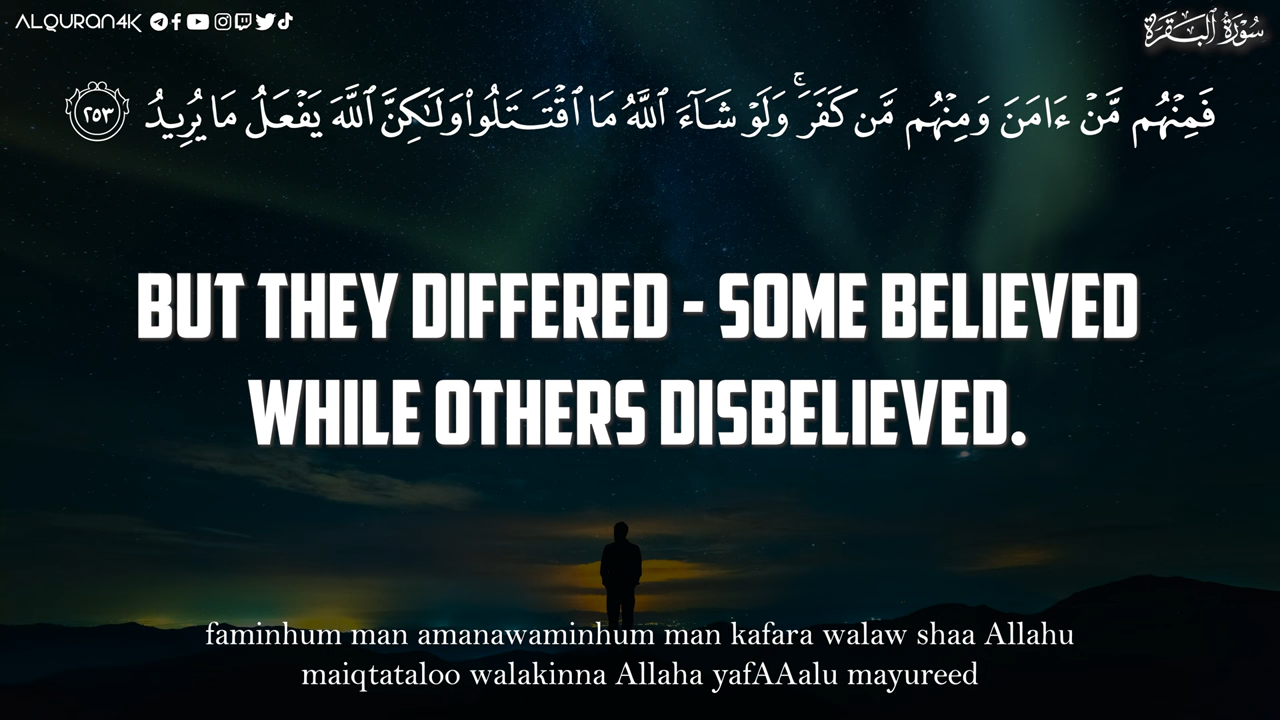 ALQURAN4K
سُورَةُ ٱلْبَقَرَةِ
فَمِنْهُم مَّنْ ءَامَنَ وَمِنْهُم مَّن كَفَرَ ۚ وَلَوْ شَآءَ ٱللَّهُ مَا ٱقْتَتَلُوا۟ وَلَـٰكِنَّ ٱللَّهَ يَفْعَلُ مَا يُرِيدُ ٢٥٣
BUT THEY DIFFERED - SOME BELIEVED
WHILE OTHERS DISBELIEVED.
faminhum man amanawaminhum man kafara walaw shaa Allahu
maiqtataloo walakinna Allaha yafAAalu mayureed